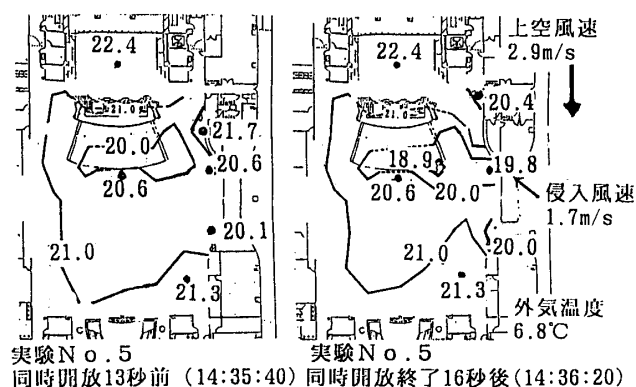 22.4
21.0
20.0
21.7
20.6
20.6
20.1
21.0
21.3
実験No.5
同時開放13秒前 (14:35:40)
22.4
上空風速
2.9m/s
20.4
21.0
18.9
19.8
20.6
20.0
侵入風速
1.7m/s
21.0
20.0
21.3
外気温度
6.8℃
実験No.5
同時開放終了16秒後(14:36:20)